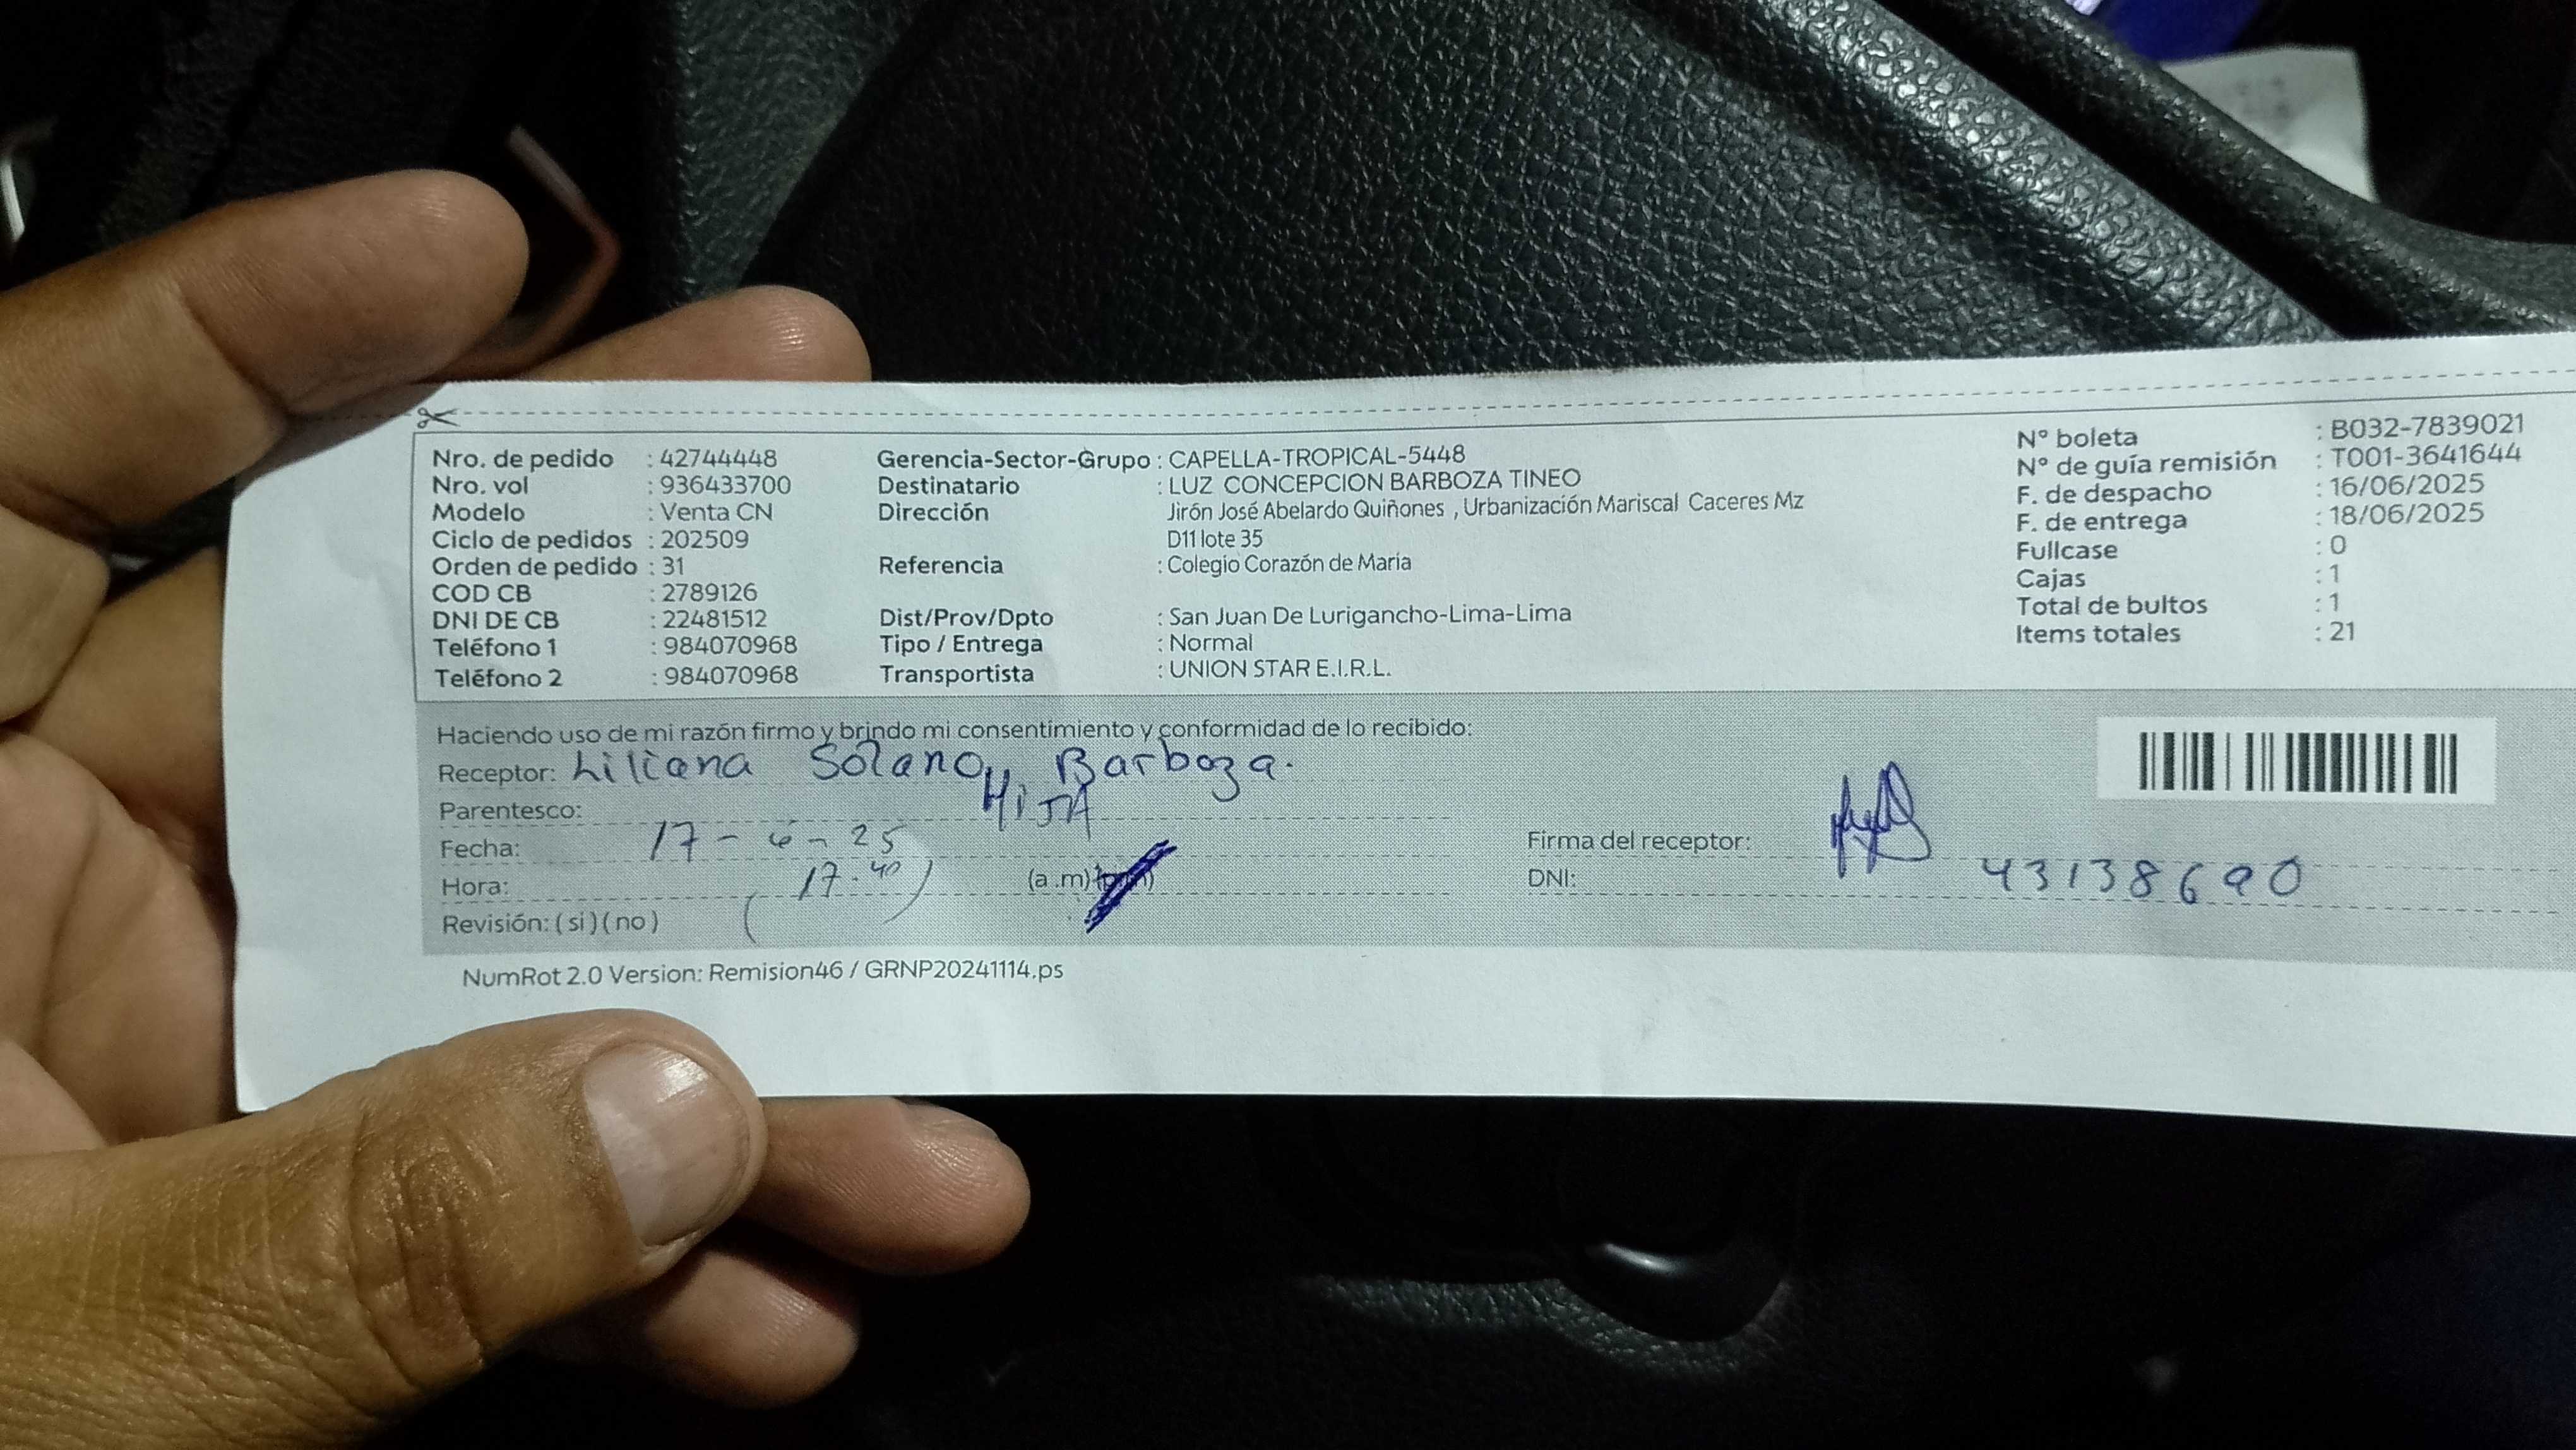 Nro. de pedido : 42744448
Nro. vol : 936433700
Modelo : Venta CN
Ciclo de pedidos : 202509
Orden de pedido : 31
COD CB : 2789126
DNI DE CB : 22481512
Teléfono 1 : 984070968
Teléfono 2 : 984070968
Gerencia-Sector-Grupo : CAPELLA-TROPICAL-5448
Destinatario : LUZ CONCEPCION BARBOZA TINEO
Dirección : Jirón José Abelardo Quiñones , Urbanización Mariscal Caceres Mz
D11 lote 35
Referencia : Colegio Corazón de Maria
Dist/Prov/Dpto : San Juan De Lurigancho-Lima-Lima
Tipo / Entrega : Normal
Transportista : UNION STAR E.I.R.L.
N° boleta : B032-7839021
N° de guía remisión : T001-3641644
F. de despacho : 16/06/2025
F. de entrega : 18/06/2025
Fullcase : 0
Cajas : 1
Total de bultos : 1
Items totales : 21
Haciendo uso de mi razón firmo y brindo mi consentimiento y conformidad de lo recibido:
Receptor: Liliana Solano Barboza.
Parentesco: HIJA
Fecha: 17-6-25
Hora: (17.40) (a.m) (p.m)
Revisión: ( si ) ( no )
Firma del receptor:
DNI: 43138690
NumRot 2.0 Version: Remision46 / GRNP20241114.ps